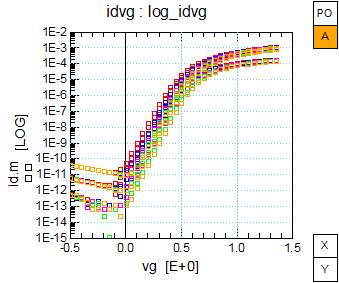 idvg : log_idvg
PO
A
1E-2
1E-3
1E-4
1E-5
1E-6
1E-7
1E-8
1E-9
1E-10
1E-11
1E-12
1E-13
1E-14
1E-15
id.m [LOG]
-0.5 0.0 0.5 1.0 1.5
vg [E+0]
X
Y